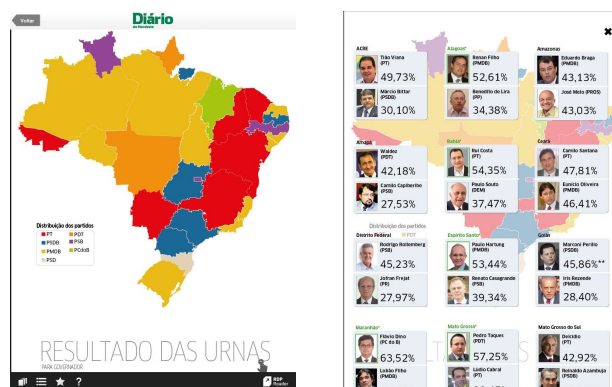 Voltar
Diário
do Nordeste
Distribuição dos partidos
PT
PSDB
PMDB
PSD
PDT
PSB
PCdoB
RESULTADO DAS URNAS
PARA GOVERNADOR
?
RDP
Reader
ACRE
Tião Viana
(PT)
49,73%
Márcio Bittar
(PSDB)
30,10%
Alagoas*
Renan Filho
(PMDB)
52,61%
Benedito de Lira
(PP)
34,38%
Amazonas
Eduardo Braga
(PMDB)
43,13%
José Melo (PROS)
43,03%
Amapá
Waldez
(PDT)
42,18%
Camilo Capiberibe
(PSB)
27,53%
Bahia*
Rui Costa
(PT)
54,35%
Paulo Souto
(DEM)
37,47%
Ceará
Camilo Santana
(PT)
47,81%
Eunício Oliveira
(PMDB)
46,41%
Distribuição dos partidos
PDT
Distrito Federal
Rodrigo Rollemberg
(PSB)
45,23%
Jofran Frejat
(PR)
27,97%
Espírito Santo*
Paulo Hartung
(PMDB)
53,44%
Renato Casagrande
(PSB)
39,34%
Goiás
Marconi Perillo
(PSDB)
45,86%**
Iris Rezende
(PMDB)
28,40%
Maranhão*
Flávio Dino
(PC do B)
63,52%
Lobão Filho
(PMDB)
Mato Grosso*
Pedro Taques
(PDT)
57,25%
Lúdio Cabral
(PT)
Mato Grosso do Sul
Delcídio
(PT)
42,92%
Reinaldo Azambuja
(PSDB)